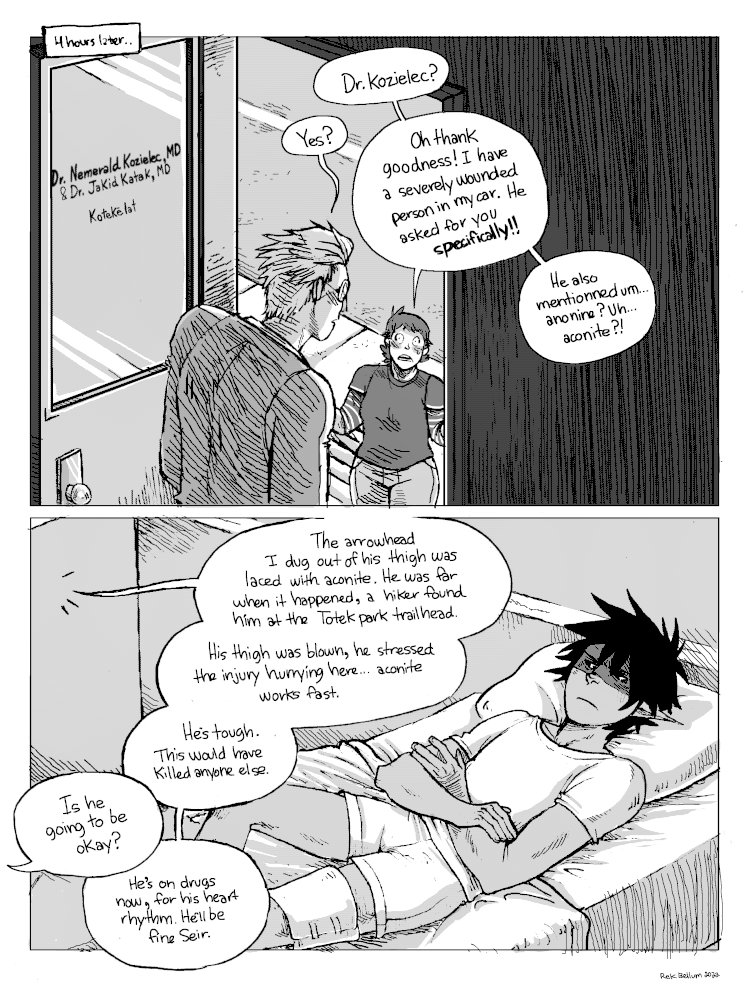 4 hours later..
Dr. Kozielec?
Yes?
Oh thank
goodness! I have
a severely wounded
person in my car. He
asked for you
specifically!!
He also
mentionned um...
anonine? Uh...
aconite?!
Dr. Nemerald Kozielec, MD
& Dr. Jakid Katak, MD
Kotekelat
The arrowhead
I dug out of his thigh was
laced with aconite. He was far
when it happened, a hiker found
him at the Totek park trailhead.
His thigh was blown, he stressed
the injury hurrying here... aconite
works fast.
He's tough.
This would have
killed anyone else.
Is he
going to be
okay?
He's on drugs
now, for his heart
rhythm. He'll be
fine Seir.
Rek Bellum 2022